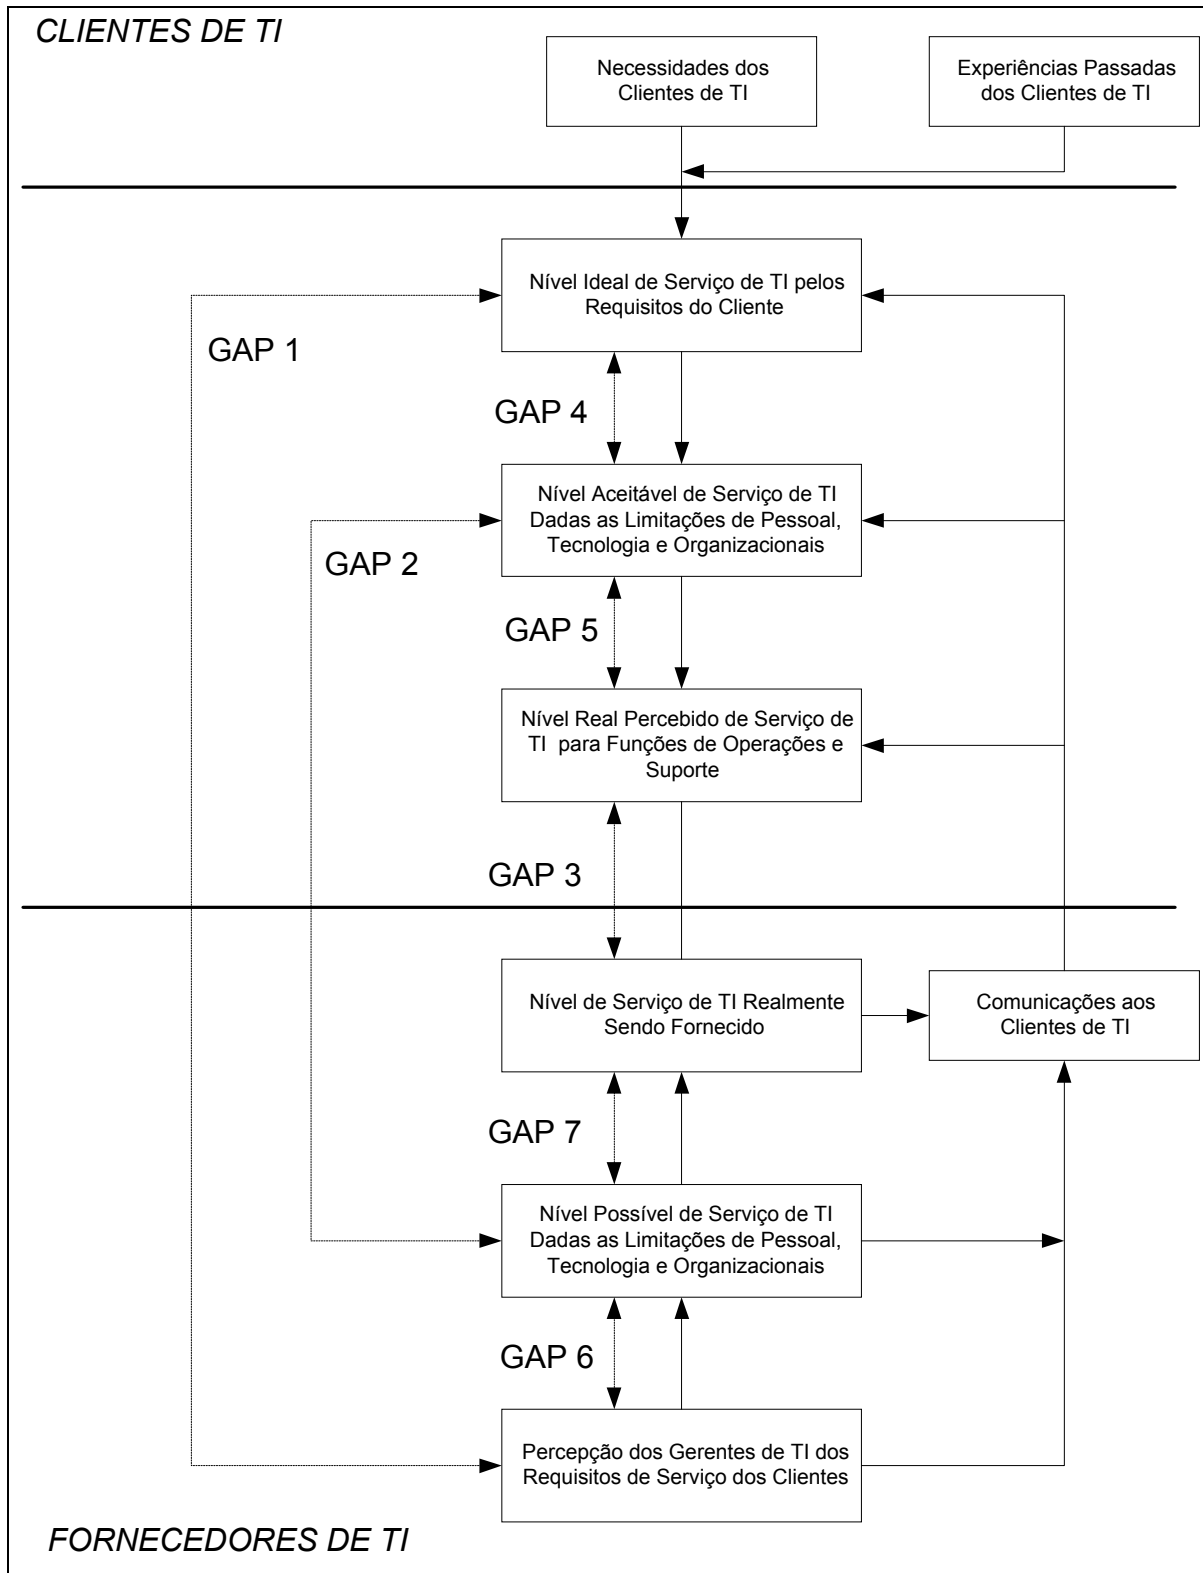 CLIENTES DE TI
Necessidades dos
Clientes de TI
Experiências Passadas
dos Clientes de TI
Nível Ideal de Serviço de TI pelos
Requisitos do Cliente
GAP 1
GAP 4
Nível Aceitável de Serviço de TI
Dadas as Limitações de Pessoal,
Tecnologia e Organizacionais
GAP 2
GAP 5
Nível Real Percebido de Serviço de
TI para Funções de Operações e
Suporte
GAP 3
Nível de Serviço de TI Realmente
Sendo Fornecido
Comunicações aos
Clientes de TI
GAP 7
Nível Possível de Serviço de TI
Dadas as Limitações de Pessoal,
Tecnologia e Organizacionais
GAP 6
Percepção dos Gerentes de TI dos
Requisitos de Serviço dos Clientes
FORNECEDORES DE TI